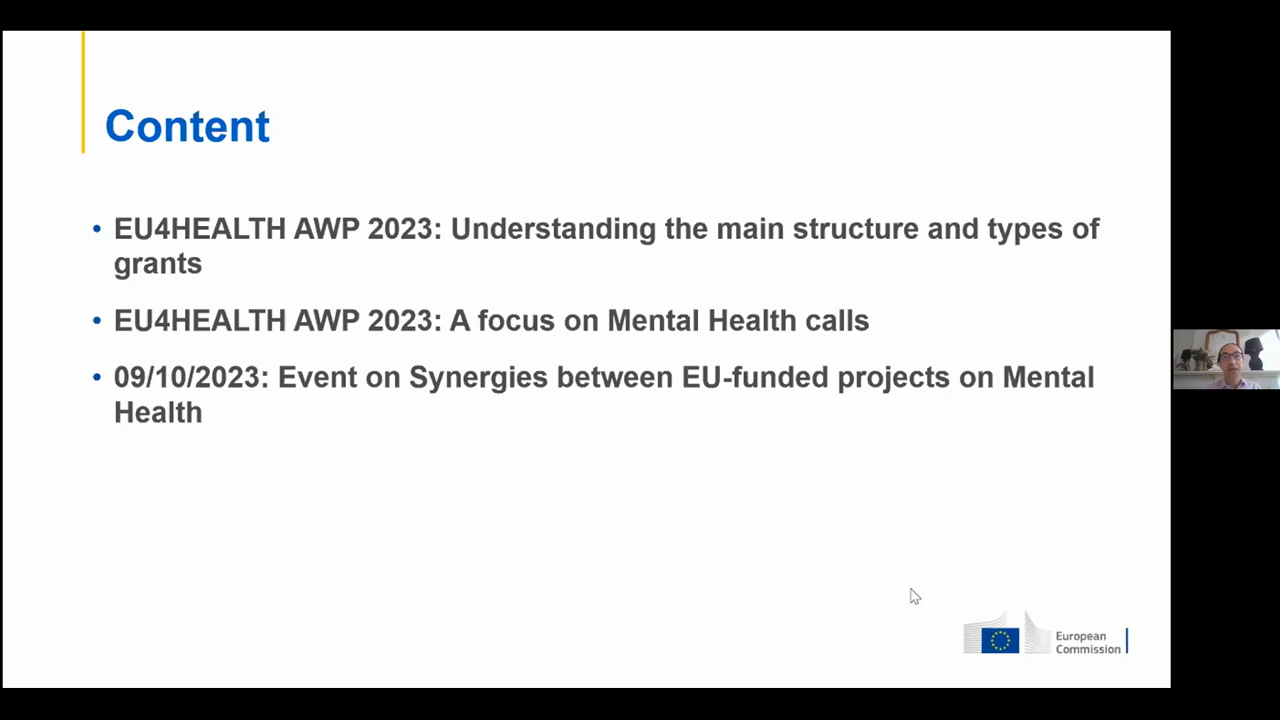 Content
• EU4HEALTH AWP 2023: Understanding the main structure and types of
grants
• EU4HEALTH AWP 2023: A focus on Mental Health calls
• 09/10/2023: Event on Synergies between EU-funded projects on Mental
Health
European
Commission